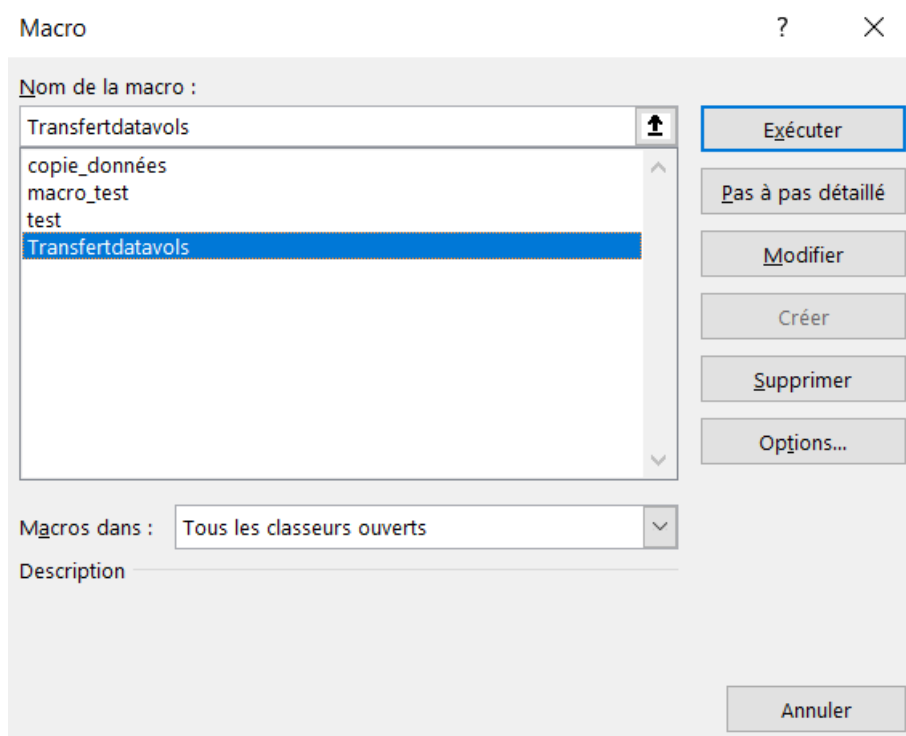 Macro
?
Nom de la macro :
Transfertdatavols
copie_données
macro_test
test
Transfertdatavols
Exécuter
Pas à pas détaillé
Modifier
Créer
Supprimer
Options...
Macros dans :
Tous les classeurs ouverts
Description
Annuler